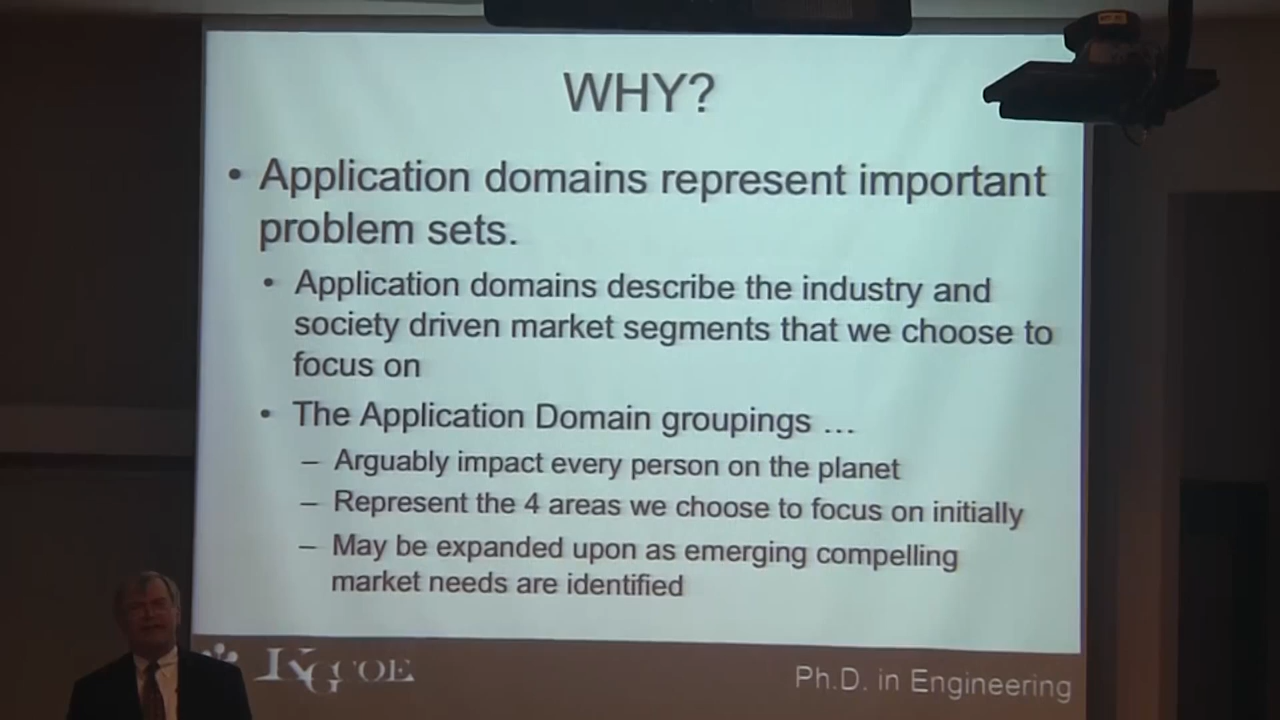 WHY?
• Application domains represent important
problem sets.
• Application domains describe the industry and
society driven market segments that we choose to
focus on
• The Application Domain groupings ...
– Arguably impact every person on the planet
– Represent the 4 areas we choose to focus on initially
– May be expanded upon as emerging compelling
market needs are identified
KGCOE
Ph.D. in Engineering